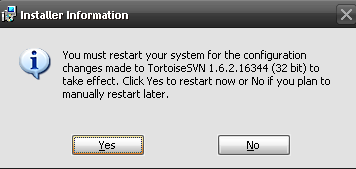 Installer Information
You must restart your system for the configuration
changes made to TortoiseSVN 1.6.2.16344 (32 bit) to
take effect. Click Yes to restart now or No if you plan to
manually restart later.
Yes
No